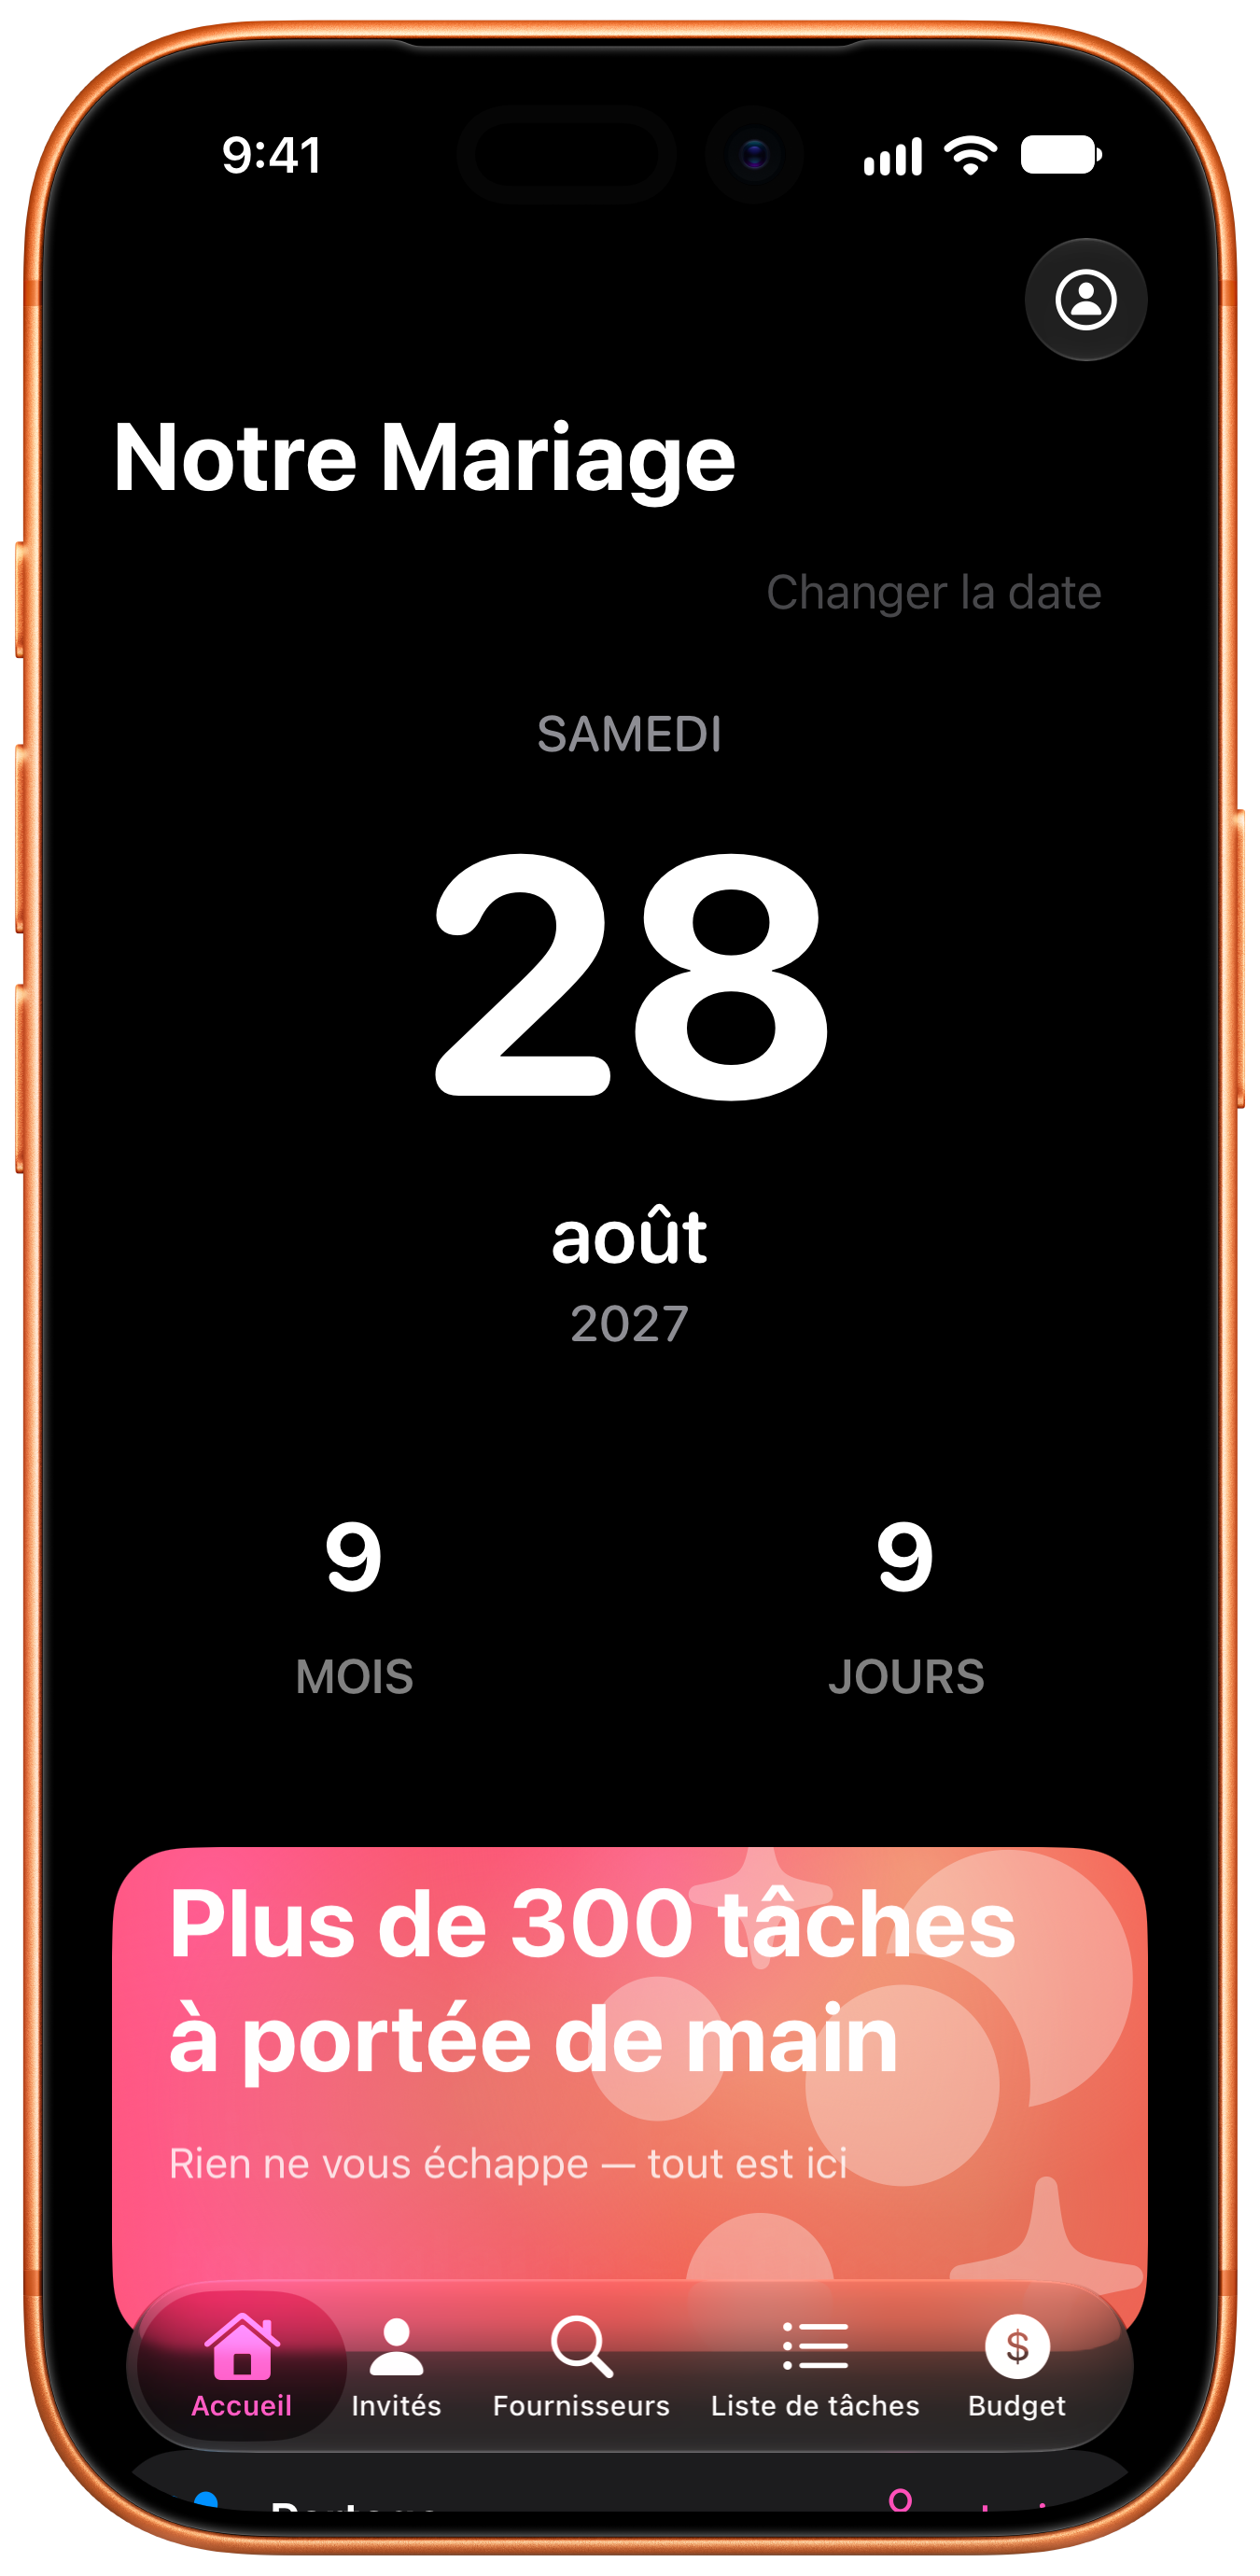 9:41
Notre Mariage
Changer la date
SAMEDI
28
août
2027
9
9
MOIS
JOURS
Plus de 300 tâches
à portée de main
Rien ne vous échappe — tout est ici
Accueil
Invités
Fournisseurs
Liste de tâches
Budget